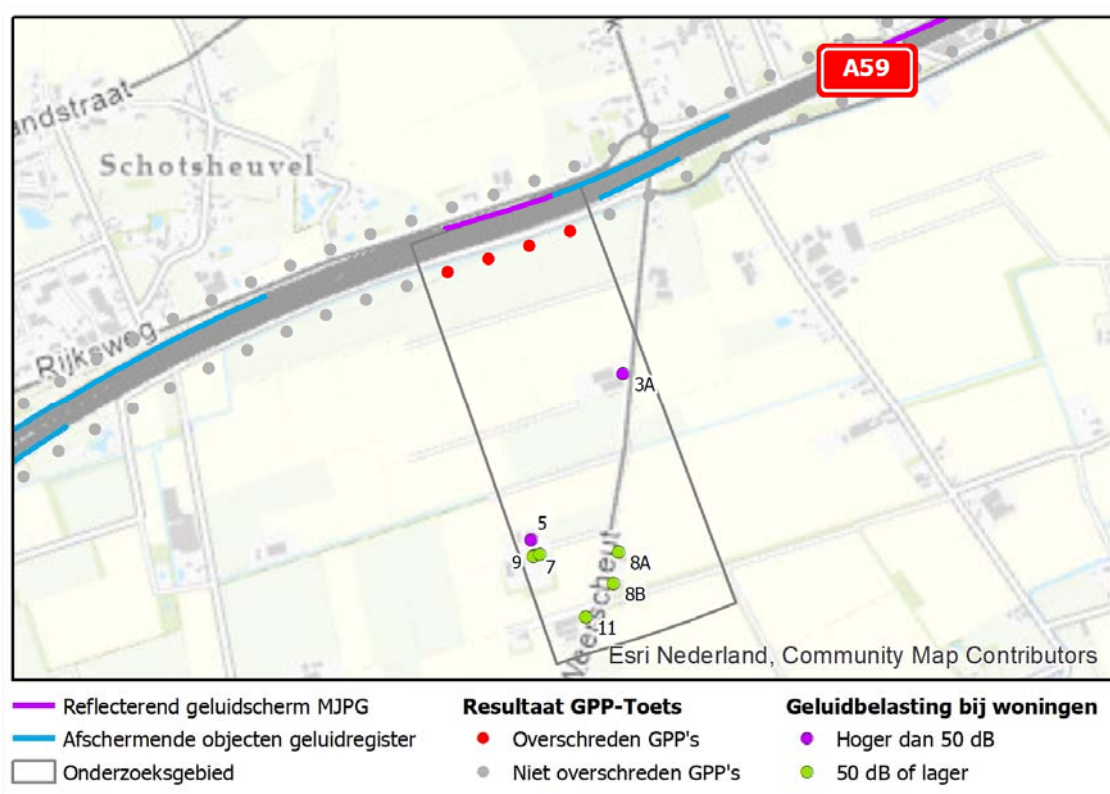 A59
andstraat
Schotsheuvel
Rijksweg
3A
5
9
7
8A
8B
11
Weerscheut
Esri Nederland, Community Map Contributors
Reflecterend geluidscherm MJPG
Afschermende objecten geluidregister
Onderzoeksgebied
Resultaat GPP-Toets
Overschreden GPP's
Niet overschreden GPP's
Geluidbelasting bij woningen
Hoger dan 50 dB
50 dB of lager